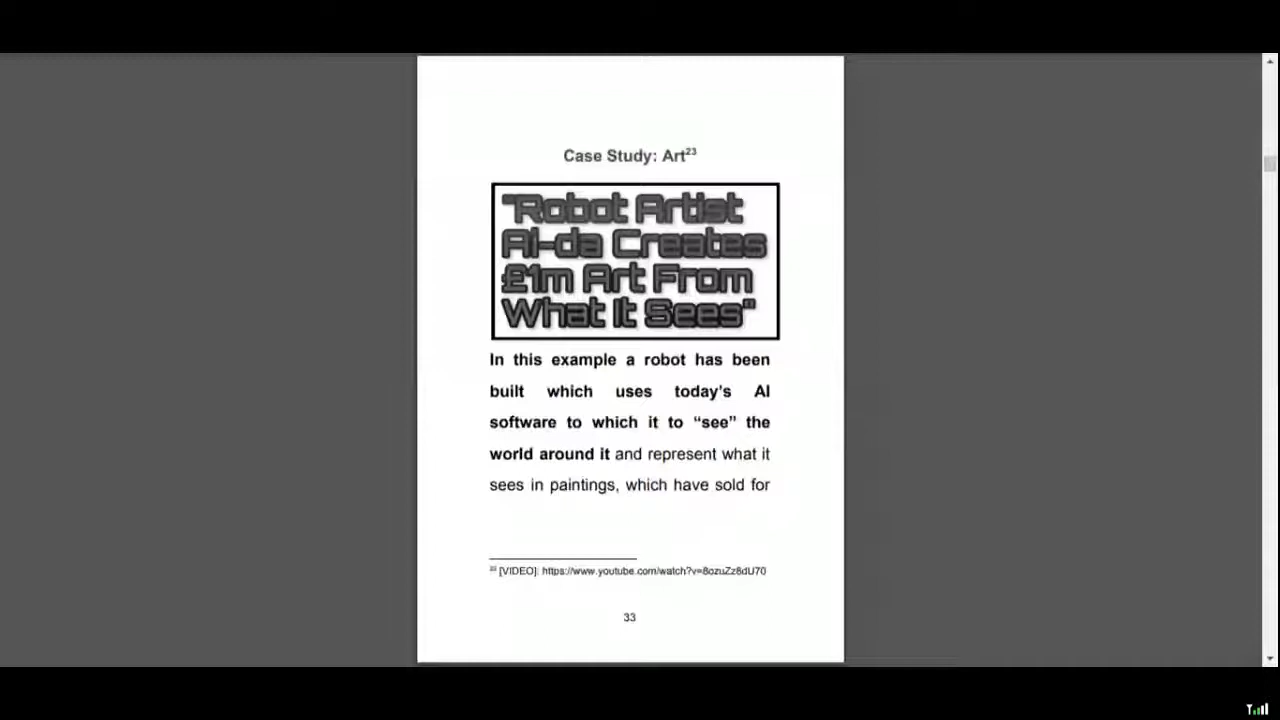 Case Study: Art23
"Robot Artist
Ai-da Creates
£1m Art From
What It Sees"
In this example a robot has been
built which uses today's AI
software to which it to “see” the
world around it and represent what it
sees in paintings, which have sold for
23 [VIDEO]: https://www.youtube.com/watch?v=8ozuZz8dU70
33